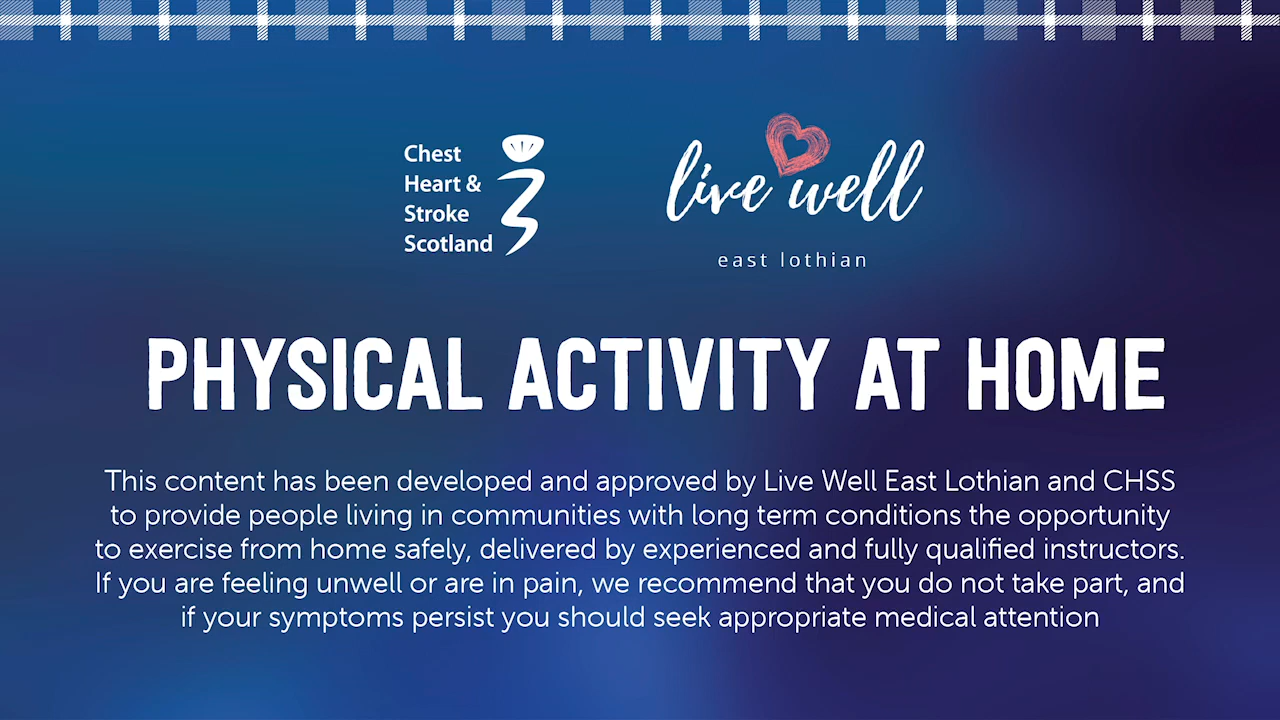 Chest
Heart &
Stroke
Scotland
live well
east lothian
PHYSICAL ACTIVITY AT HOME
This content has been developed and approved by Live Well East Lothian and CHSS
to provide people living in communities with long term conditions the opportunity
to exercise from home safely, delivered by experienced and fully qualified instructors.
If you are feeling unwell or are in pain, we recommend that you do not take part, and
if your symptoms persist you should seek appropriate medical attention